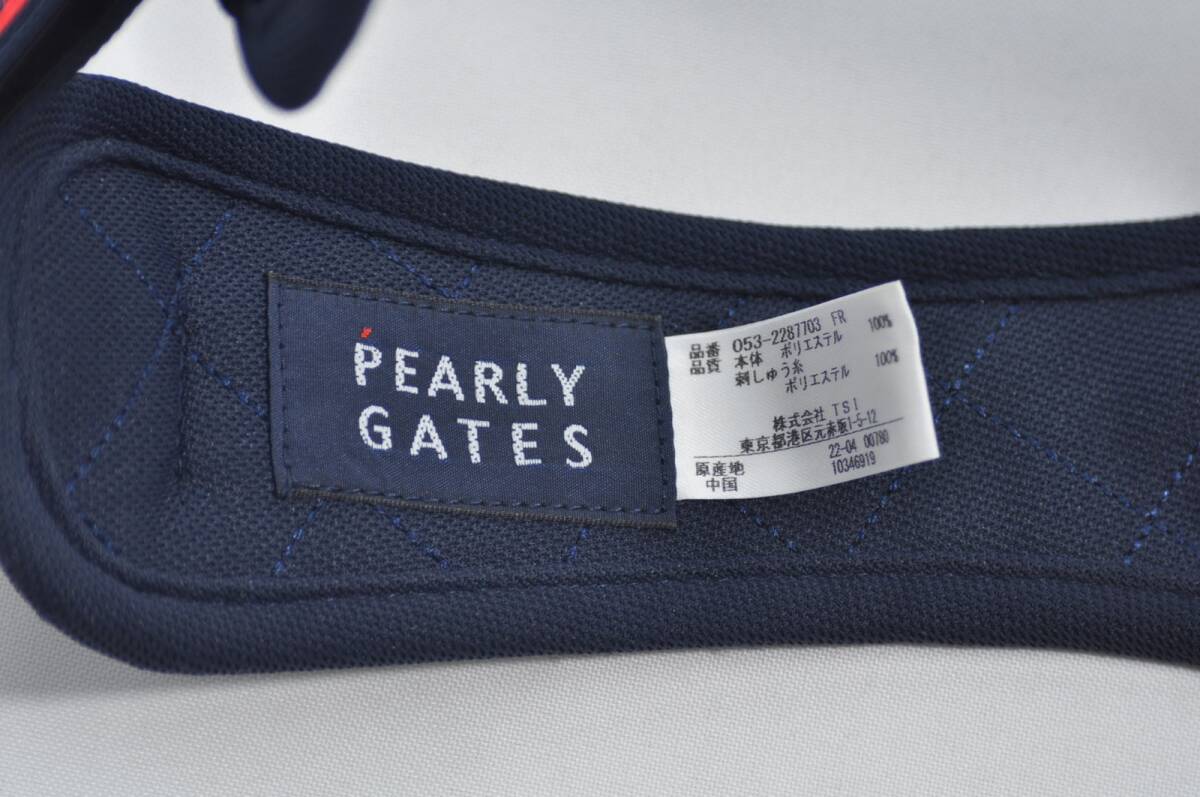 PEARLY
GATES
品番 053-2287703 FR
品質 本体 ポリエステル 100%
刺しゅう糸
ポリエステル 100%
株式会社 TSI
東京都港区元赤坂1-5-12
22-04 00780
原産地 10346919
中国